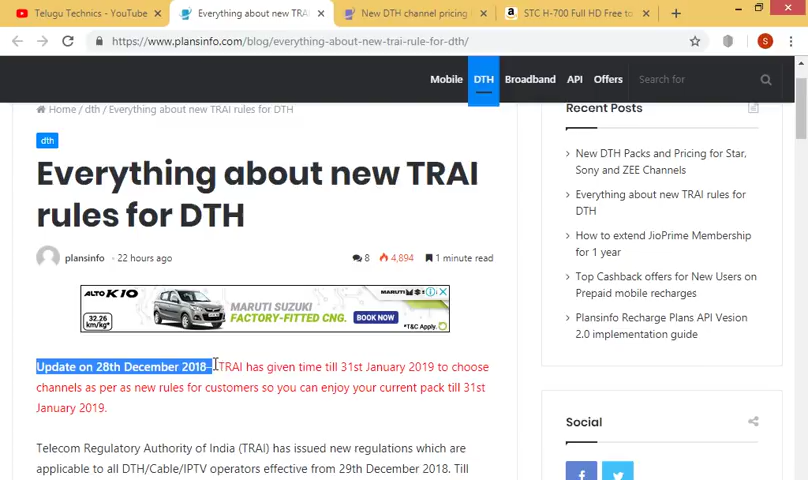 Telugu Technics - YouTube
Everything about new TRAI
New DTH channel pricing
STC H-700 Full HD Free to
S
https://www.plansinfo.com/blog/everything-about-new-trai-rule-for-dth/
Mobile DTH Broadband API Offers Search for
Home / dth / Everything about new TRAI rules for DTH
dth
Everything about new TRAI
rules for DTH
plansinfo · 22 hours ago 8 4,894 1 minute read
ALTO K10
32.26
km/kg*
MARUTI SUZUKI
FACTORY-FITTED CNG.
BOOK NOW
*T&C Apply.
Update on 28th December 2018– TRAI has given time till 31st January 2019 to choose
channels as per as new rules for customers so you can enjoy your current pack till 31st
January 2019.
Telecom Regulatory Authority of India (TRAI) has issued new regulations which are
applicable to all DTH/Cable/IPTV operators effective from 29th December 2018. Till
Recent Posts
New DTH Packs and Pricing for Star,
Sony and ZEE Channels
Everything about new TRAI rules for
DTH
How to extend JioPrime Membership
for 1 year
Top Cashback offers for New Users on
Prepaid mobile recharges
Plansinfo Recharge Plans API Version
2.0 implementation guide
Social